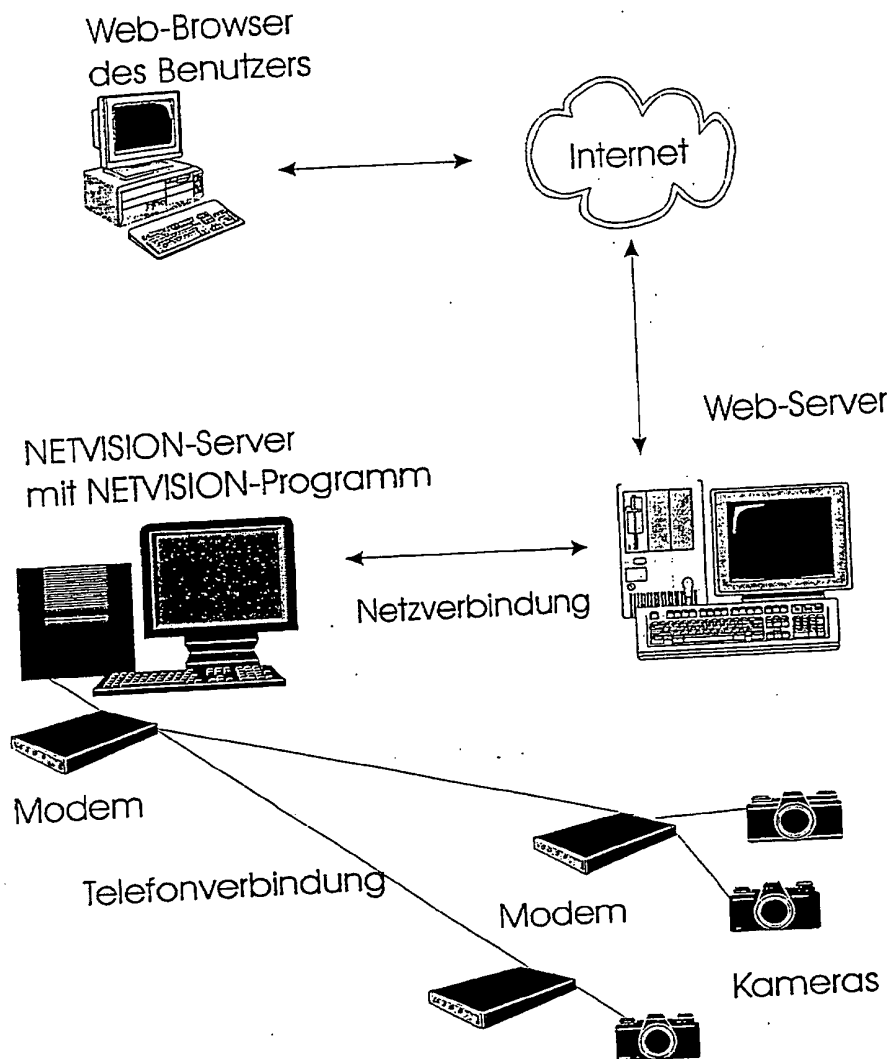 Web-Browser
des Benutzers
Internet
Web-Server
NETVISION-Server
mit NETVISION-Programm
Netzverbindung
Modem
Telefonverbindung
Modem
Kameras